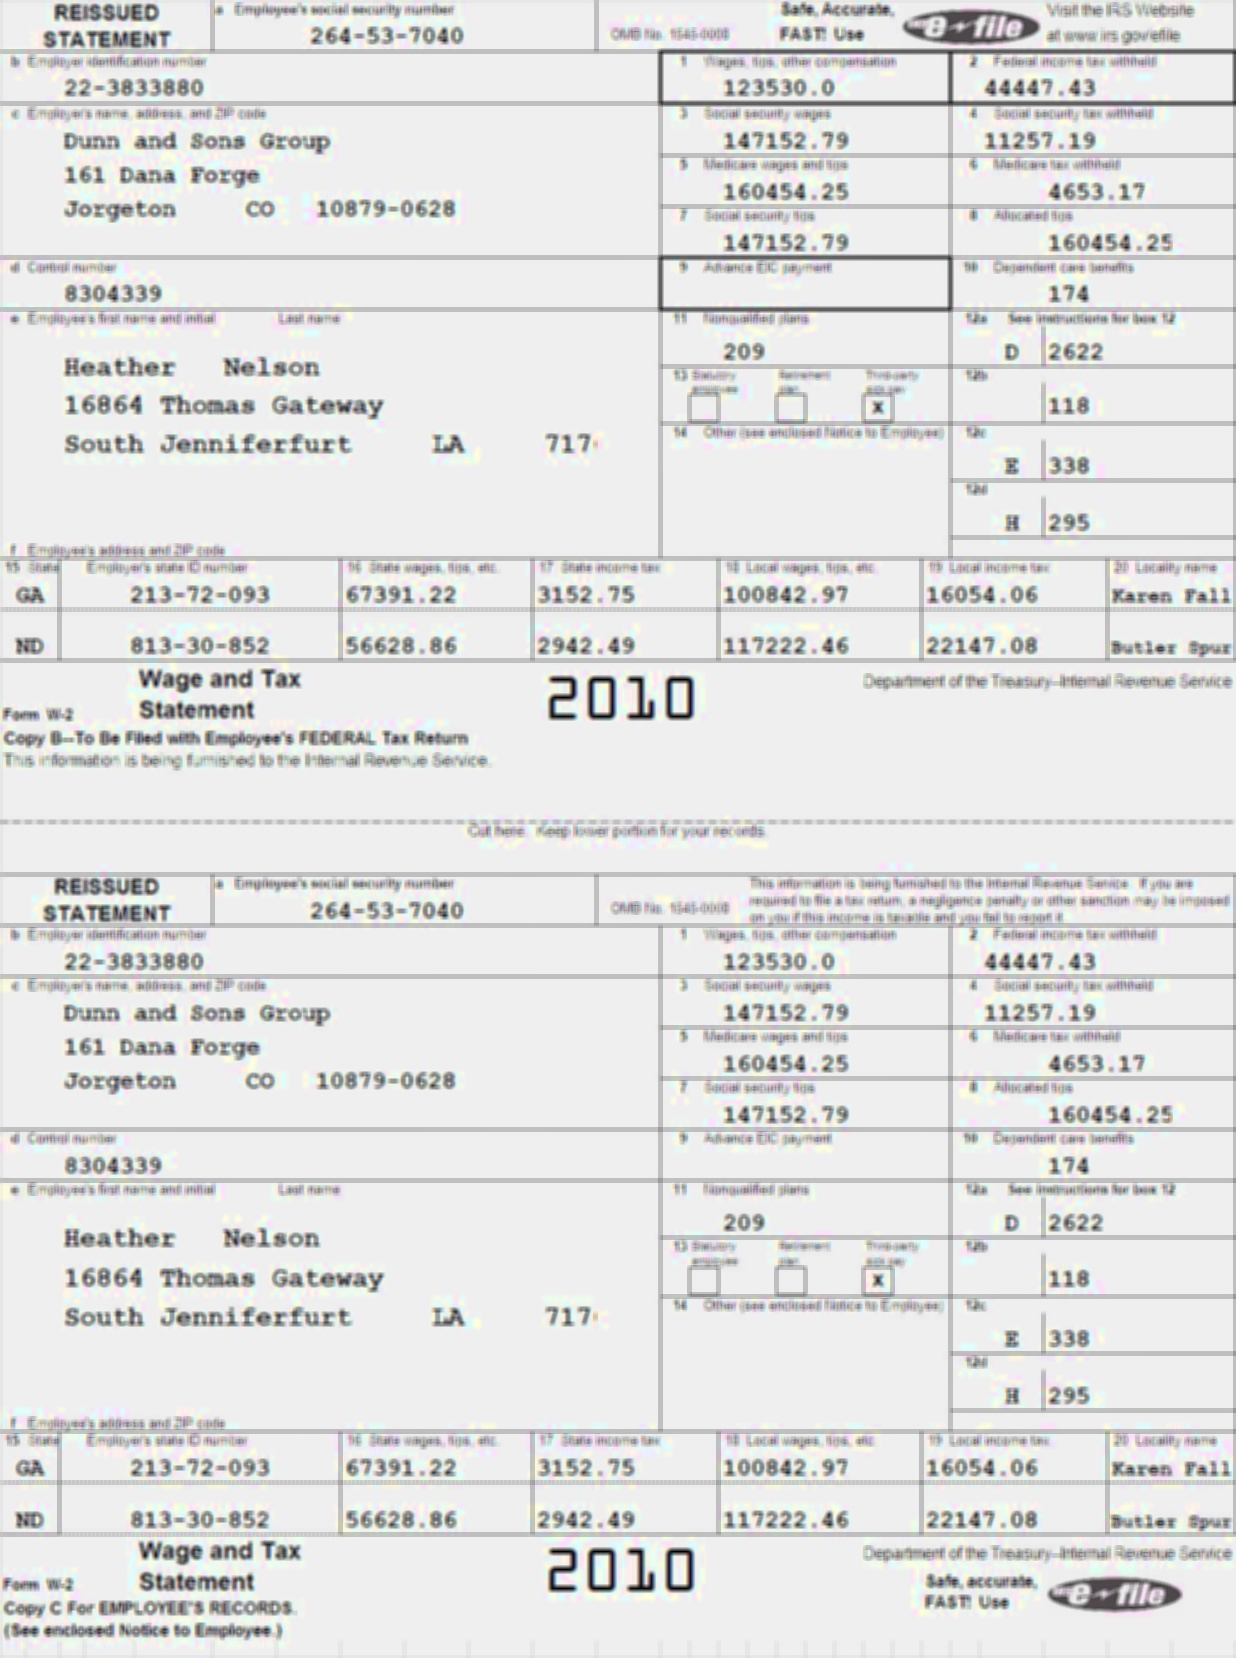 REISSUED STATEMENT
a Employee's social security number
264-53-7040
OMB No. 1545-0008
Safe, Accurate, FAST! Use
e file
Visit the IRS Website at www.irs.gov/efile
b Employer identification number
22-3833880
1 Wages, tips, other compensation
123530.0
2 Federal income tax withheld
44447.43
c Employer's name, address, and ZIP code
Dunn and Sons Group
161 Dana Forge
Jorgeton CO 10879-0628
3 Social security wages
147152.79
4 Social security tax withheld
11257.19
5 Medicare wages and tips
160454.25
6 Medicare tax withheld
4653.17
7 Social security tips
147152.79
8 Allocated tips
160454.25
d Control number
8304339
9 Advance EIC payment
10 Dependent care benefits
174
e Employee's first name and initial Last name
Heather Nelson
16864 Thomas Gateway
South Jenniferfurt LA 717
11 Nonqualified plans
209
12a See instructions for box 12
D 2622
13 Statutory employee Retirement plan Third-party sick pay
X
12b
118
14 Other (see enclosed Notice to Employee)
12c
E 338
12d
H 295
f Employee's address and ZIP code
15 State Employer's state ID number 16 State wages, tips, etc. 17 State income tax 18 Local wages, tips, etc. 19 Local income tax 20 Locality name
GA 213-72-093 67391.22 3152.75 100842.97 16054.06 Karen Fall
ND 813-30-852 56628.86 2942.49 117222.46 22147.08 Butler Spur
Form W-2 Wage and Tax Statement
2010
Department of the Treasury--Internal Revenue Service
Copy B--To Be Filed with Employee's FEDERAL Tax Return
This information is being furnished to the Internal Revenue Service.
Cut here. Keep lower portion for your records.
REISSUED STATEMENT
a Employee's social security number
264-53-7040
OMB No. 1545-0008
This information is being furnished to the Internal Revenue Service. If you are
required to file a tax return, a negligence penalty or other sanction may be imposed
on you if this income is taxable and you fail to report it.
b Employer identification number
22-3833880
1 Wages, tips, other compensation
123530.0
2 Federal income tax withheld
44447.43
c Employer's name, address, and ZIP code
Dunn and Sons Group
161 Dana Forge
Jorgeton CO 10879-0628
3 Social security wages
147152.79
4 Social security tax withheld
11257.19
5 Medicare wages and tips
160454.25
6 Medicare tax withheld
4653.17
7 Social security tips
147152.79
8 Allocated tips
160454.25
d Control number
8304339
9 Advance EIC payment
10 Dependent care benefits
174
e Employee's first name and initial Last name
Heather Nelson
16864 Thomas Gateway
South Jenniferfurt LA 717
11 Nonqualified plans
209
12a See instructions for box 12
D 2622
13 Statutory employee Retirement plan Third-party sick pay
X
12b
118
14 Other (see enclosed Notice to Employee)
12c
E 338
12d
H 295
f Employee's address and ZIP code
15 State Employer's state ID number 16 State wages, tips, etc. 17 State income tax 18 Local wages, tips, etc. 19 Local income tax 20 Locality name
GA 213-72-093 67391.22 3152.75 100842.97 16054.06 Karen Fall
ND 813-30-852 56628.86 2942.49 117222.46 22147.08 Butler Spur
Form W-2 Wage and Tax Statement
2010
Department of the Treasury--Internal Revenue Service
Copy C For EMPLOYEE'S RECORDS.
(See enclosed Notice to Employee.)
Safe, accurate, FAST! Use
e file